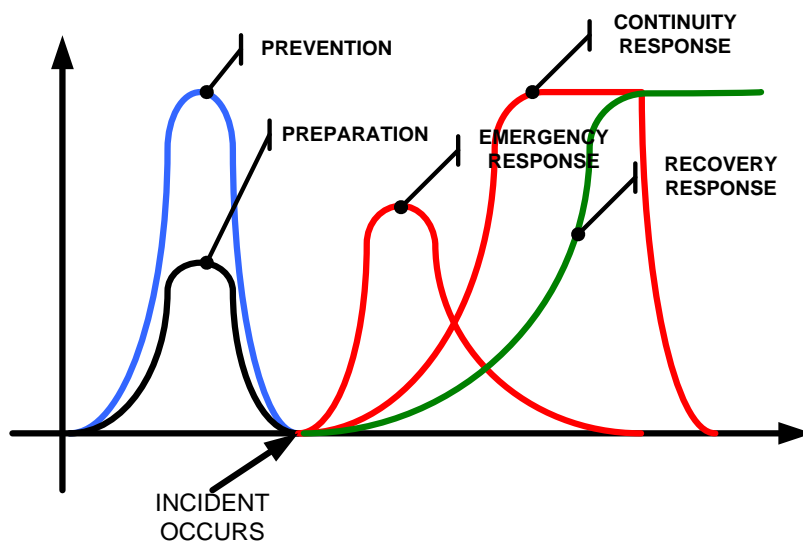 PREVENTION
PREPARATION
EMERGENCY
RESPONSE
CONTINUITY
RESPONSE
RECOVERY
RESPONSE
INCIDENT
OCCURS